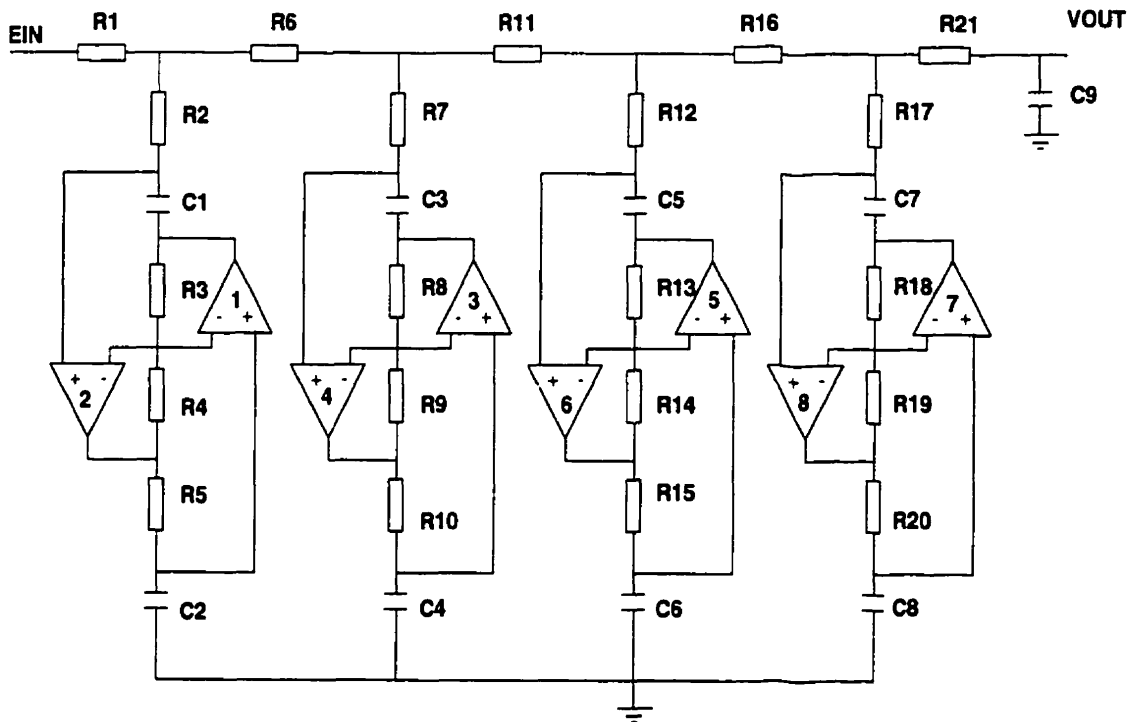 EIN R1 R6 R11 R16 R21 VOUT
R2 R7 R12 R17 C9
C1 C3 C5 C7
R3 R8 R13 R18
1 3 5 7
- + - + - + - +
+ - + - + - + -
2 4 6 8
R4 R9 R14 R19
R5 R10 R15 R20
C2 C4 C6 C8